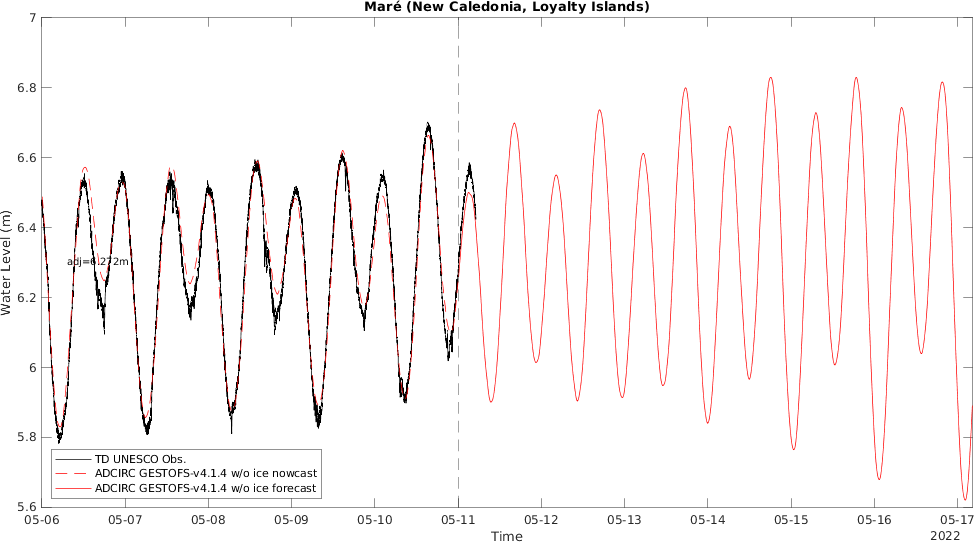 Maré (New Caledonia, Loyalty Islands)
7
6.8
6.6
6.4
6.2
6
5.8
5.6
Water Level (m)
adj=6.272m
TD UNESCO Obs.
ADCIRC GESTOFS-v4.1.4 w/o ice nowcast
ADCIRC GESTOFS-v4.1.4 w/o ice forecast
05-06 05-07 05-08 05-09 05-10 05-11 05-12 05-13 05-14 05-15 05-16 05-17
Time
2022